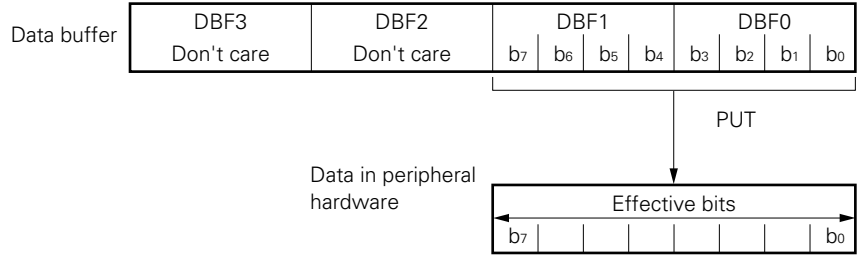 DBF3 DBF2 DBF1 DBF0
Data buffer
Don't care Don't care b7 b6 b5 b4 b3 b2 b1 b0
PUT
Data in peripheral
hardware
Effective bits
b7 b0